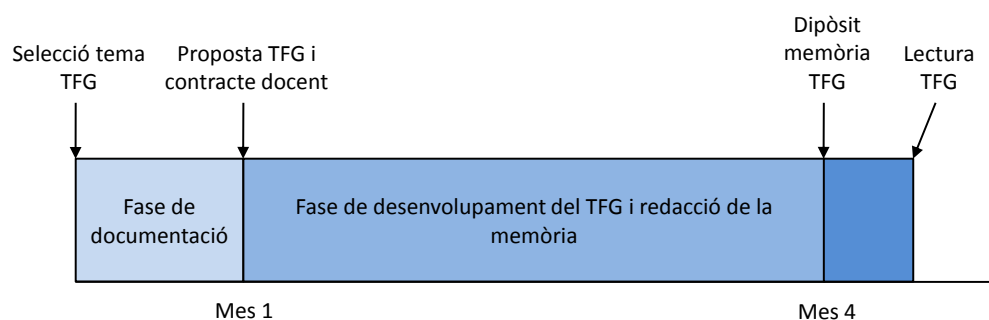 Selecció tema
TFG
Proposta TFG i
contracte docent
Dipòsit
memòria
TFG
Lectura
TFG
Fase de
documentació
Fase de desenvolupament del TFG i redacció de la
memòria
Mes 1
Mes 4